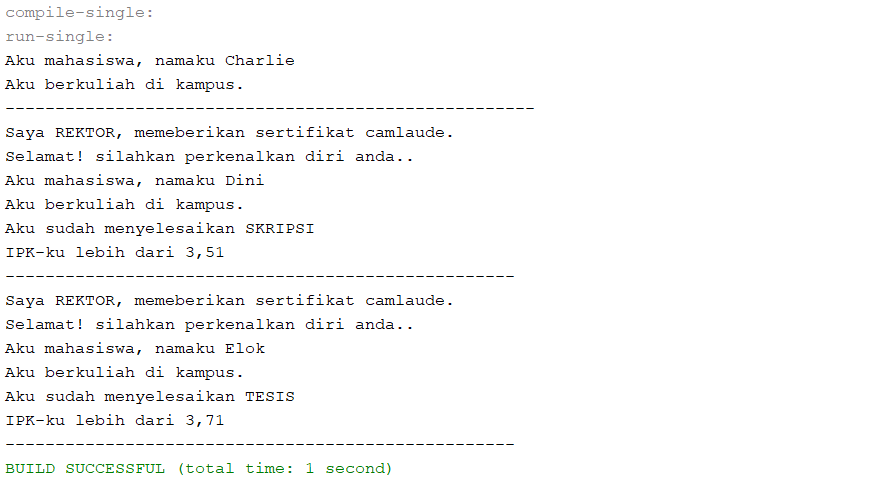 compile-single:
run-single:
Aku mahasiswa, namaku Charlie
Aku berkuliah di kampus.
-----------------------------------------------------
Saya REKTOR, memeberikan sertifikat camlaude.
Selamat! silahkan perkenalkan diri anda..
Aku mahasiswa, namaku Dini
Aku berkuliah di kampus.
Aku sudah menyelesaikan SKRIPSI
IPK-ku lebih dari 3,51
---------------------------------------------------
Saya REKTOR, memeberikan sertifikat camlaude.
Selamat! silahkan perkenalkan diri anda..
Aku mahasiswa, namaku Elok
Aku berkuliah di kampus.
Aku sudah menyelesaikan TESIS
IPK-ku lebih dari 3,71
---------------------------------------------------
BUILD SUCCESSFUL (total time: 1 second)